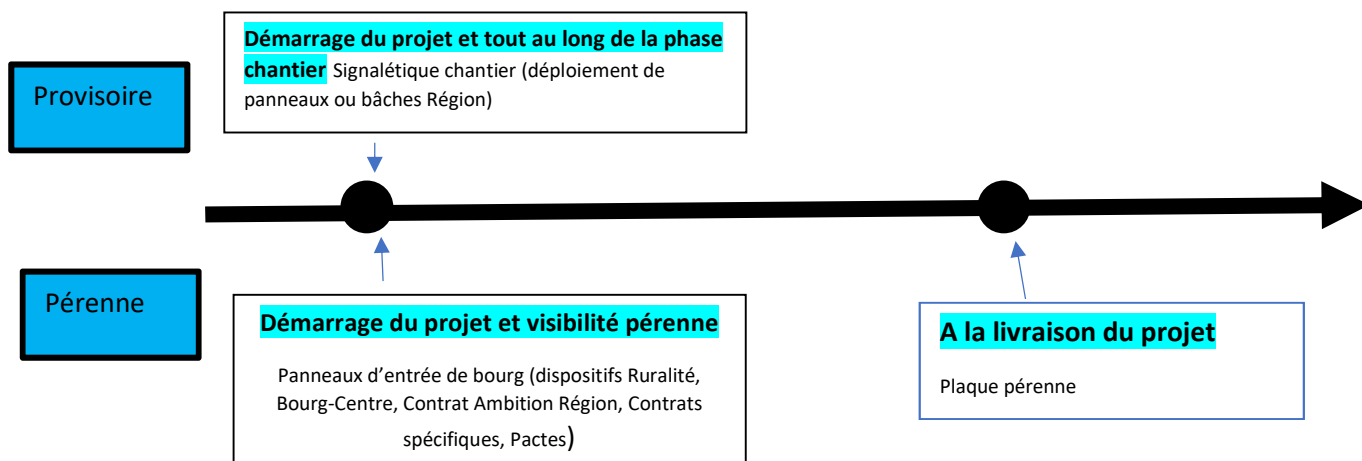 Démarrage du projet et tout au long de la phase
chantier Signalétique chantier (déploiement de
panneaux ou bâches Région)
Provisoire
Pérenne
Démarrage du projet et visibilité pérenne
Panneaux d’entrée de bourg (dispositifs Ruralité,
Bourg-Centre, Contrat Ambition Région, Contrats
spécifiques, Pactes)
A la livraison du projet
Plaque pérenne